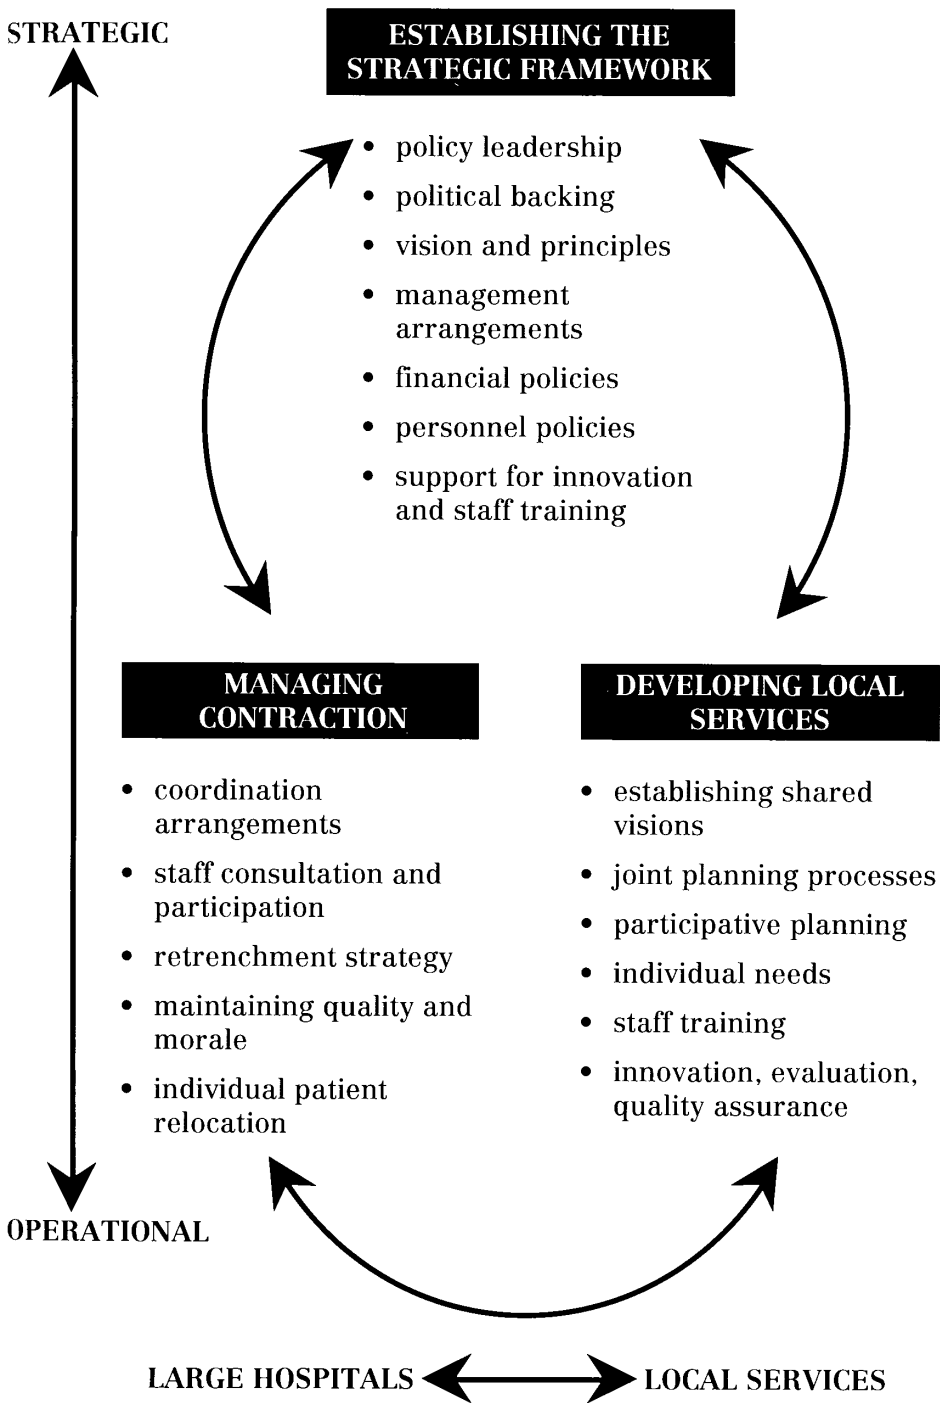 STRATEGIC
ESTABLISHING THE
STRATEGIC FRAMEWORK
• policy leadership
• political backing
• vision and principles
• management
arrangements
• financial policies
• personnel policies
• support for innovation
and staff training
MANAGING
CONTRACTION
• coordination
arrangements
• staff consultation and
participation
• retrenchment strategy
• maintaining quality and
morale
• individual patient
relocation
DEVELOPING LOCAL
SERVICES
• establishing shared
visions
• joint planning processes
• participative planning
• individual needs
• staff training
• innovation, evaluation,
quality assurance
OPERATIONAL
LARGE HOSPITALS
LOCAL SERVICES